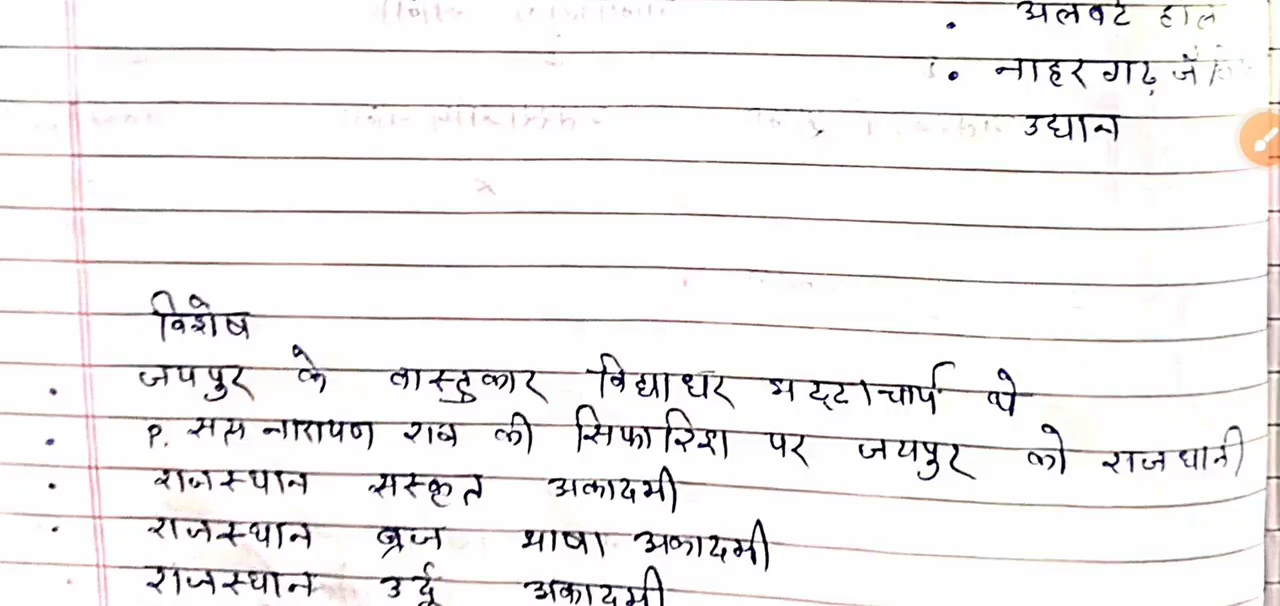 • अलबर्ट हाल
• नाहरगढ़ जै
उद्यान
विशेष
• जयपुर के वास्तुकार विद्याधर भट्टाचार्य थे
• P. सत्य नारायण राव की सिफारिश पर जयपुर को राजधानी
• राजस्थान संस्कृत अकादमी
• राजस्थान ब्रज भाषा अकादमी
• राजस्थान उर्दू अकादमी